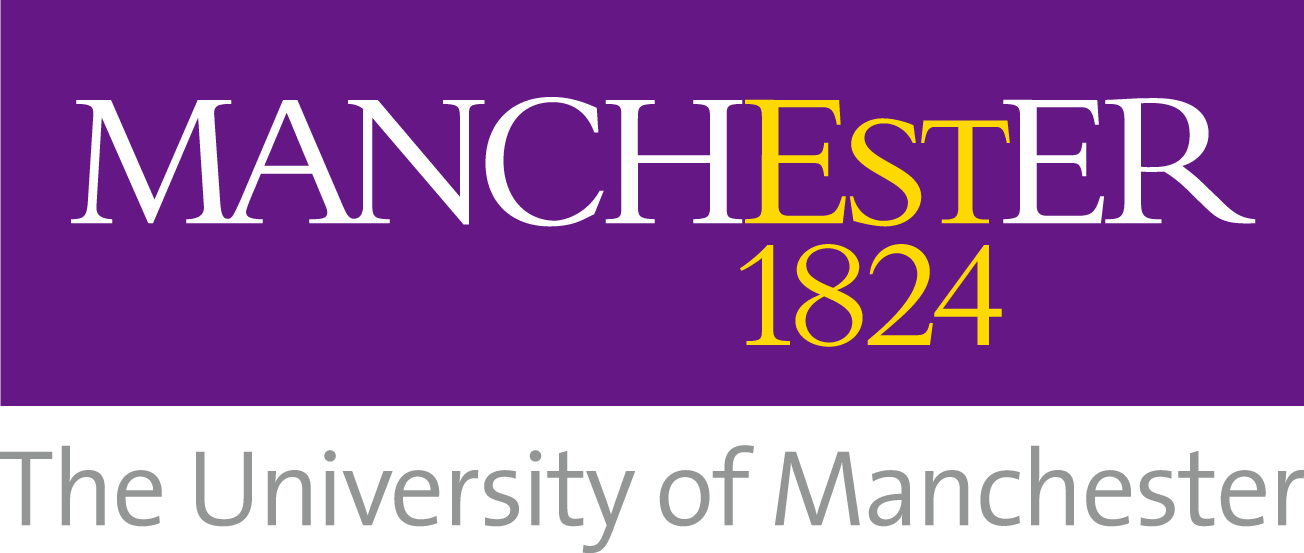 MANCHESTER
1824
The University of Manchester